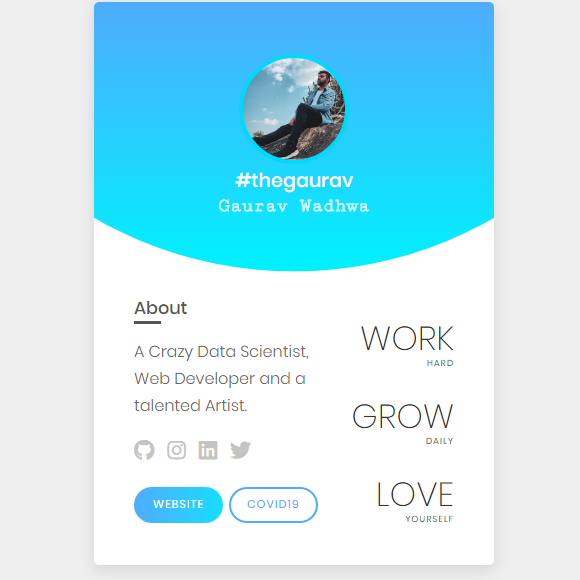 #thegaurav
Gaurav Wadhwa
About
A Crazy Data Scientist,
Web Developer and a
talented Artist.
WEBSITE
COVID19
WORK
HARD
GROW
DAILY
LOVE
YOURSELF